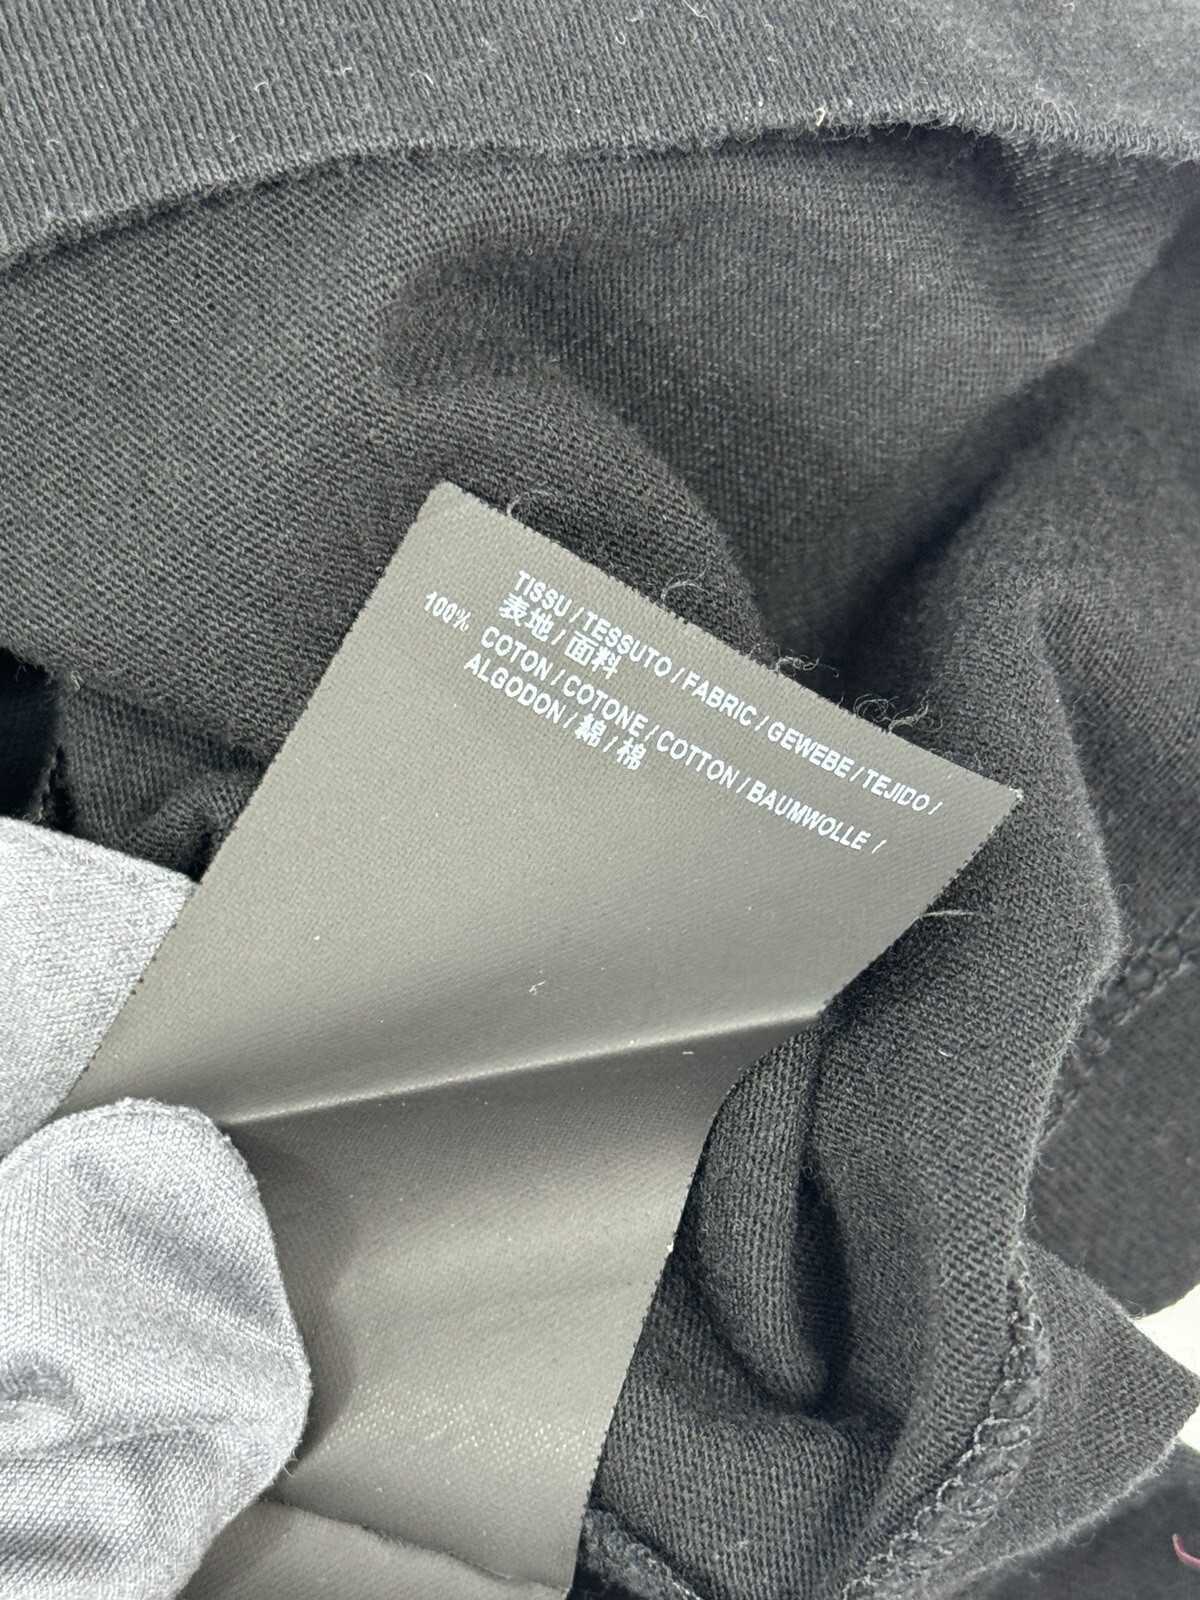 TISSU / TESSUTO / FABRIC / GEWEBE / TEJIDO /
表地 / 面料
100% COTON / COTONE / COTTON / BAUMWOLLE /
ALGODON / 綿 / 棉